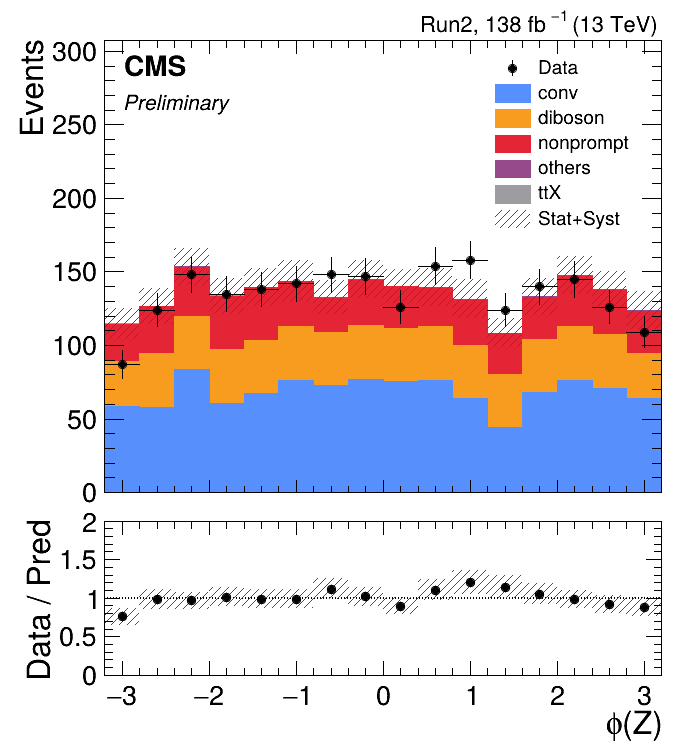 Run2, 138 fb⁻¹ (13 TeV)
Events
300
250
200
150
100
50
0
CMS
Preliminary
Data
conv
diboson
nonprompt
others
ttX
Stat+Syst
Data / Pred
2
1.5
1
0.5
0
−3 −2 −1 0 1 2 3
ϕ(Z)